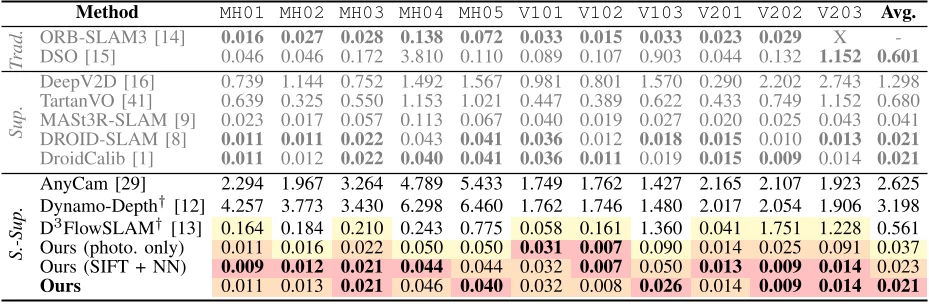 Method MH01 MH02 MH03 MH04 MH05 V101 V102 V103 V201 V202 V203 Avg.
Trad.
ORB-SLAM3 [14] 0.016 0.027 0.028 0.138 0.072 0.033 0.015 0.033 0.023 0.029 X -
DSO [15] 0.046 0.046 0.172 3.810 0.110 0.089 0.107 0.903 0.044 0.132 1.152 0.601
Sup.
DeepV2D [16] 0.739 1.144 0.752 1.492 1.567 0.981 0.801 1.570 0.290 2.202 2.743 1.298
TartanVO [41] 0.639 0.325 0.550 1.153 1.021 0.447 0.389 0.622 0.433 0.749 1.152 0.680
MASt3R-SLAM [9] 0.023 0.017 0.057 0.113 0.067 0.040 0.019 0.027 0.020 0.025 0.043 0.041
DROID-SLAM [8] 0.011 0.011 0.022 0.043 0.041 0.036 0.012 0.018 0.015 0.010 0.013 0.021
DroidCalib [1] 0.011 0.012 0.022 0.040 0.041 0.036 0.011 0.019 0.015 0.009 0.014 0.021
S.-Sup.
AnyCam [29] 2.294 1.967 3.264 4.789 5.433 1.749 1.762 1.427 2.165 2.107 1.923 2.625
Dynamo-Depth† [12] 4.257 3.773 3.430 6.298 6.460 1.762 1.746 1.480 2.017 2.054 1.906 3.198
D³FlowSLAM† [13] 0.164 0.184 0.210 0.243 0.775 0.058 0.161 1.360 0.041 1.751 1.228 0.561
Ours (photo. only) 0.011 0.016 0.022 0.050 0.050 0.031 0.007 0.090 0.014 0.025 0.091 0.037
Ours (SIFT + NN) 0.009 0.012 0.021 0.044 0.044 0.032 0.007 0.050 0.013 0.009 0.014 0.023
Ours 0.011 0.013 0.021 0.046 0.040 0.032 0.008 0.026 0.014 0.009 0.014 0.021